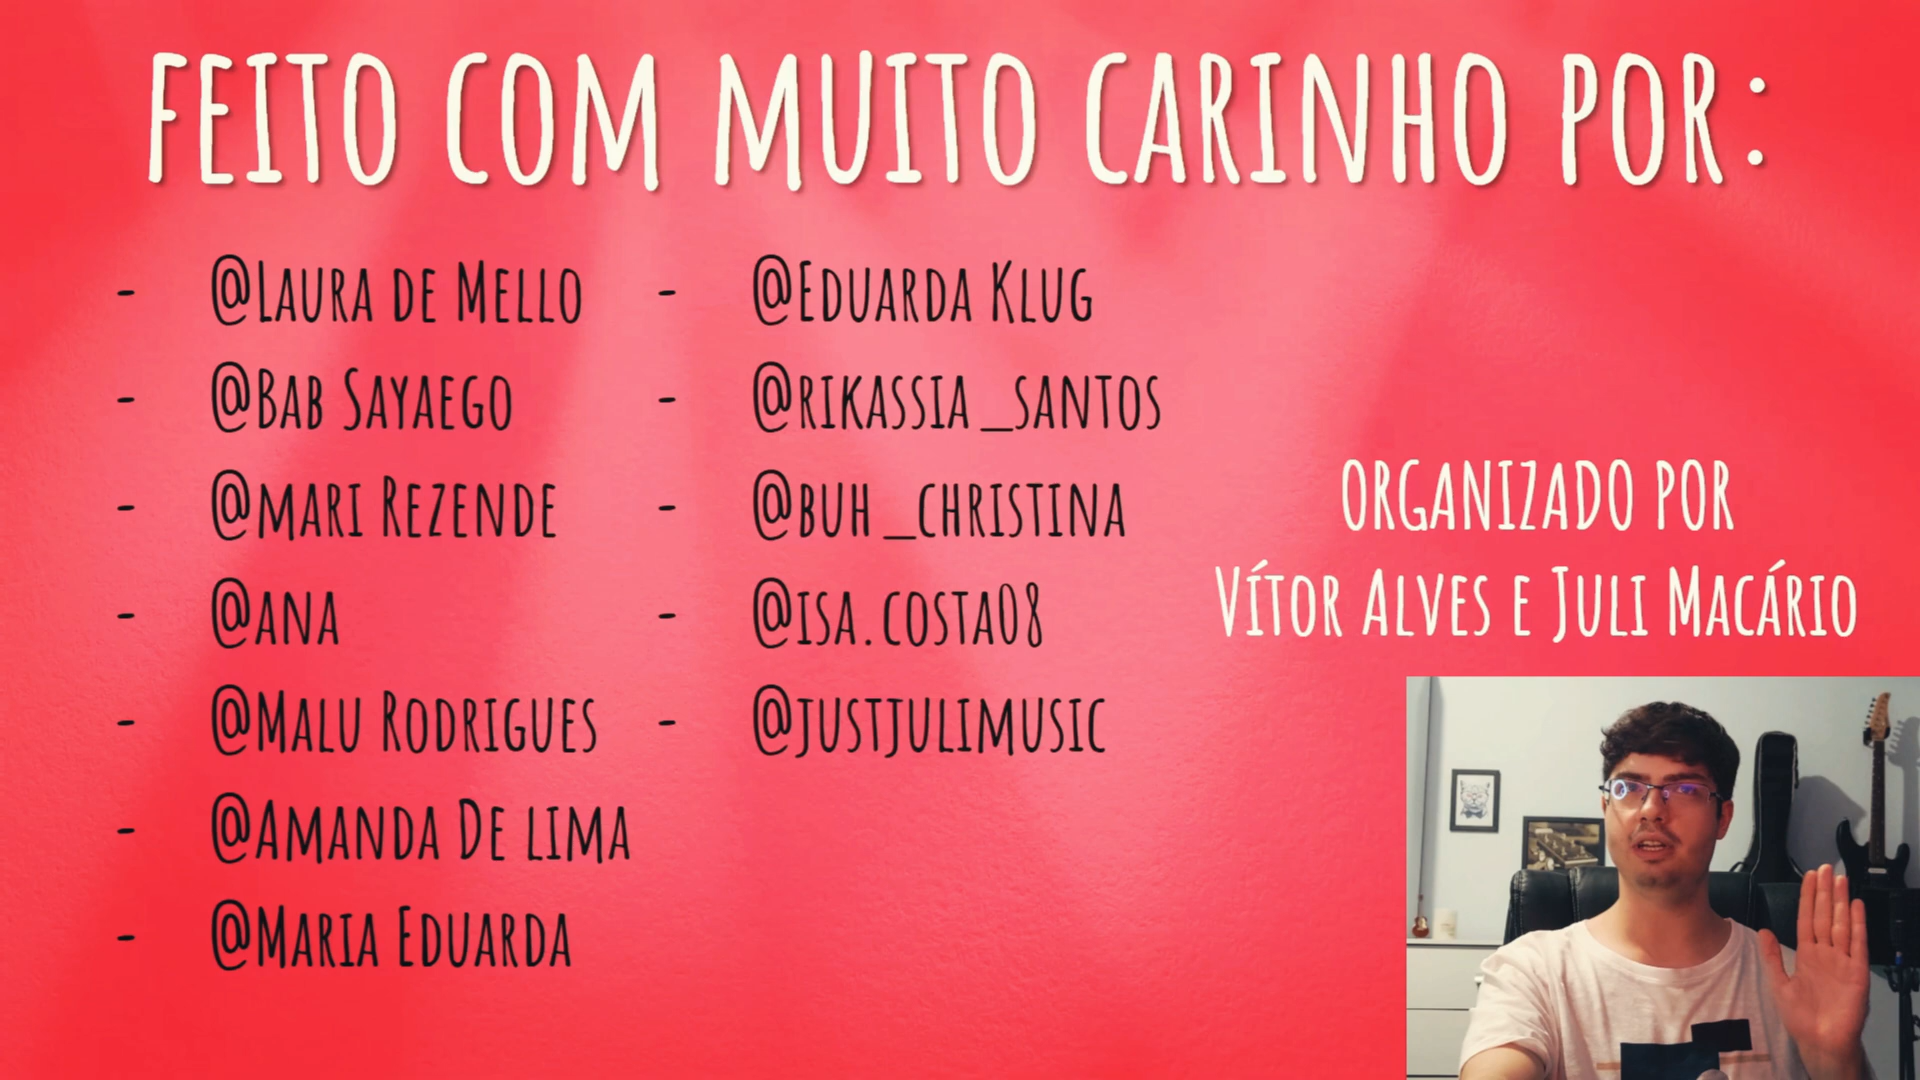 FEITO COM MUITO CARINHO POR:
- @LAURA DE MELLO
- @BAB SAYAEGO
- @MARI REZENDE
- @ANA
- @MALU RODRIGUES
- @AMANDA DE LIMA
- @MARIA EDUARDA
- @EDUARDA KLUG
- @RIKASSIA_SANTOS
- @BUH_CHRISTINA
- @ISA.COSTA08
- @JUSTJULIMUSIC
ORGANIZADO POR
VÍTOR ALVES E JULI MACÁRIO